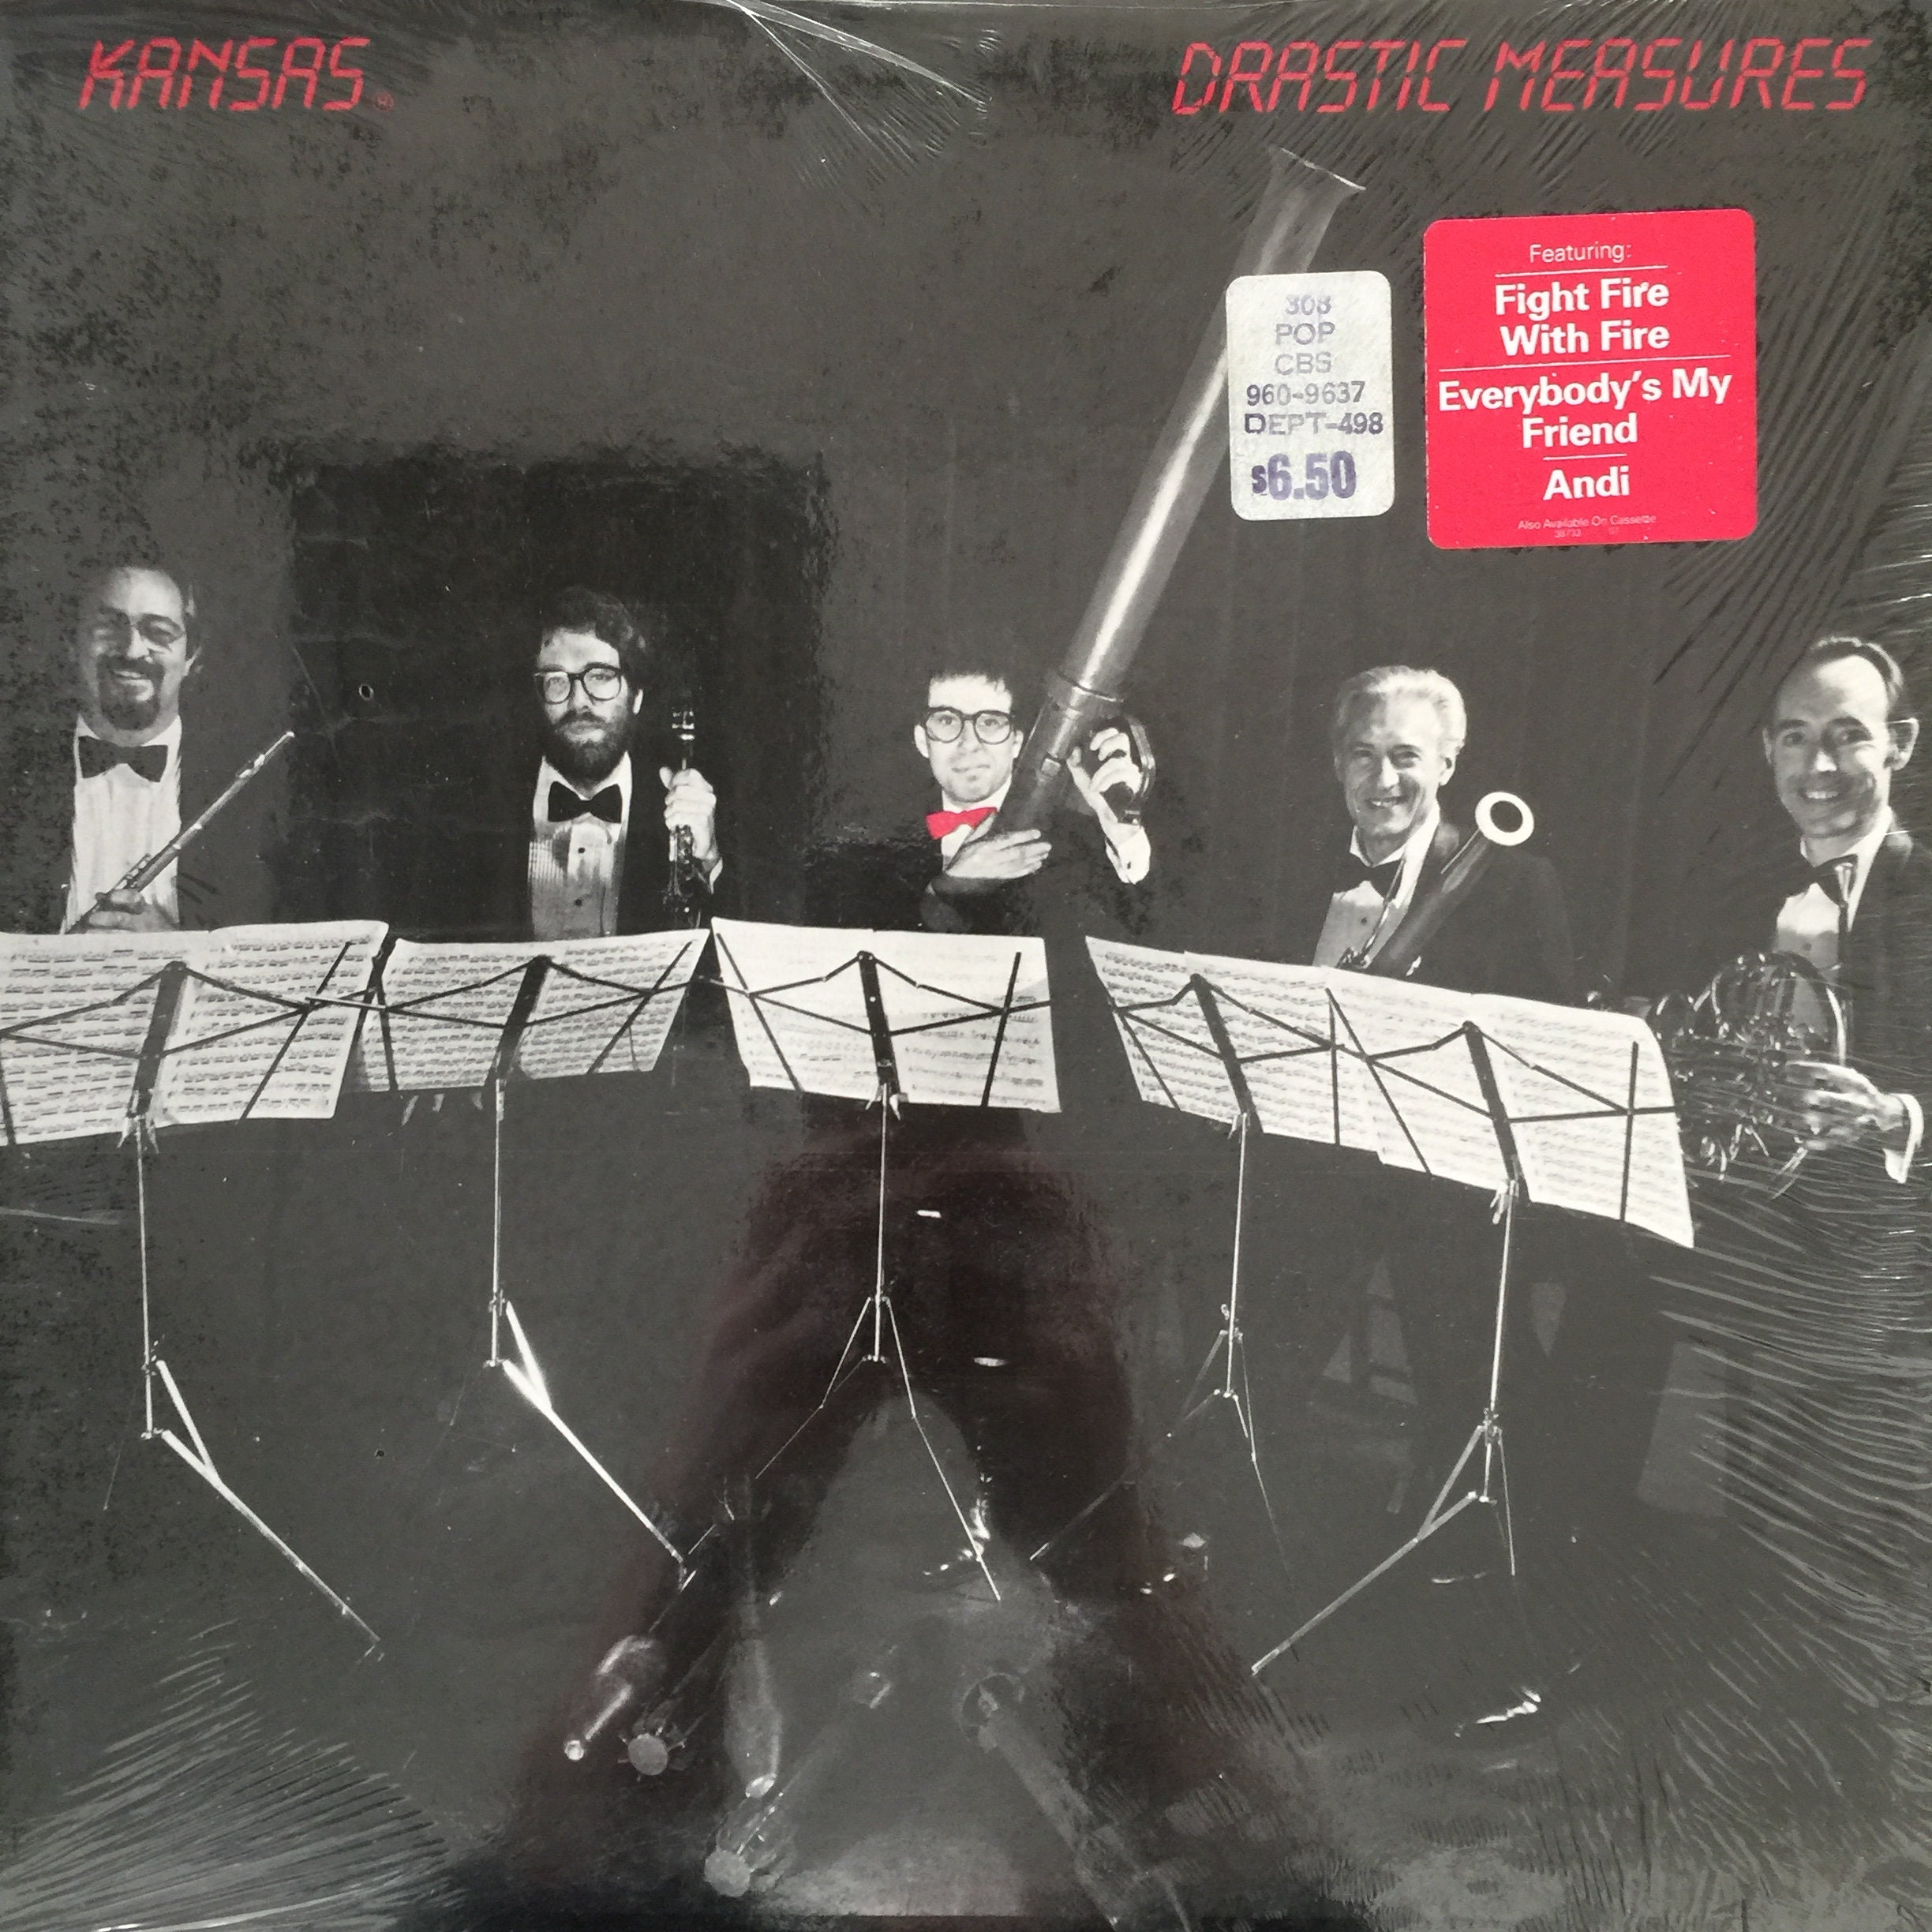 KANSAS®
DRASTIC MEASURES
308
POP
CBS
960-9637
DEPT-498
$6.50
Featuring:
Fight Fire
With Fire
Everybody's My
Friend
Andi
Also Available On Cassette